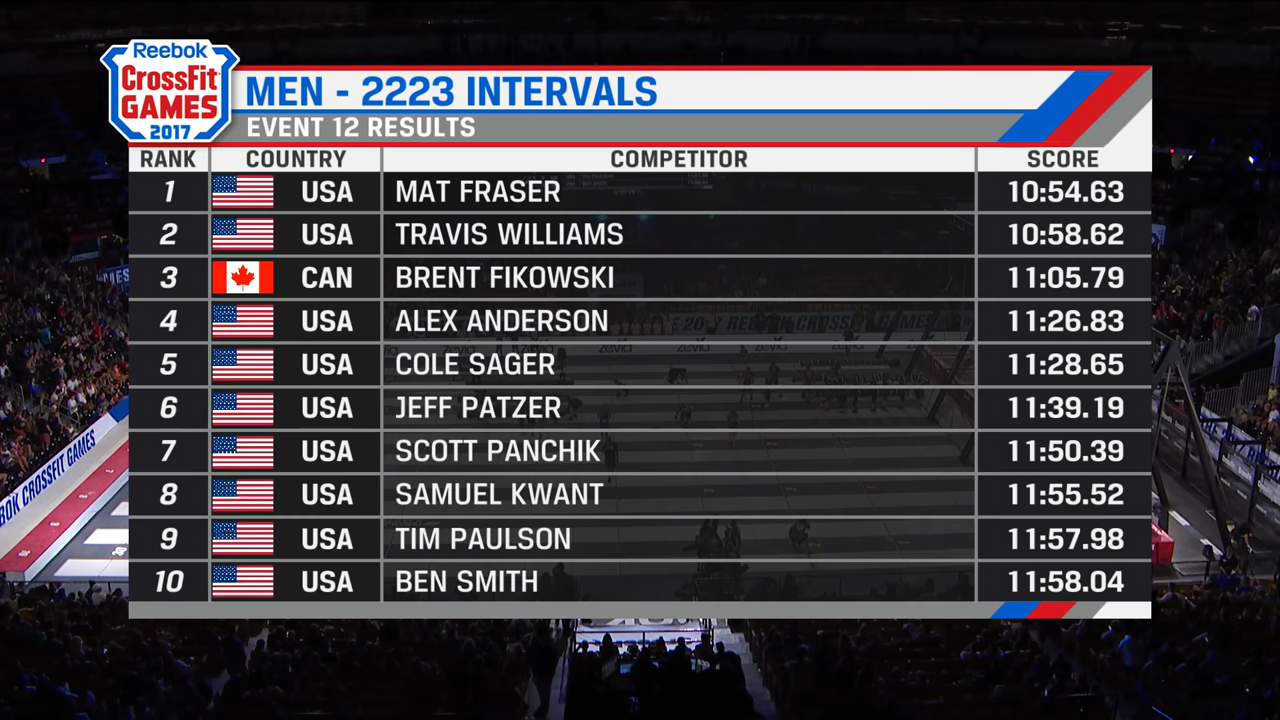 Reebok
CrossFit
GAMES
2017
MEN - 2223 INTERVALS
EVENT 12 RESULTS
RANK COUNTRY COMPETITOR SCORE
1 USA MAT FRASER 10:54.63
2 USA TRAVIS WILLIAMS 10:58.62
3 CAN BRENT FIKOWSKI 11:05.79
4 USA ALEX ANDERSON 11:26.83
5 USA COLE SAGER 11:28.65
6 USA JEFF PATZER 11:39.19
7 USA SCOTT PANCHIK 11:50.39
8 USA SAMUEL KWANT 11:55.52
9 USA TIM PAULSON 11:57.98
10 USA BEN SMITH 11:58.04
BOK CROSSFIT GAMES